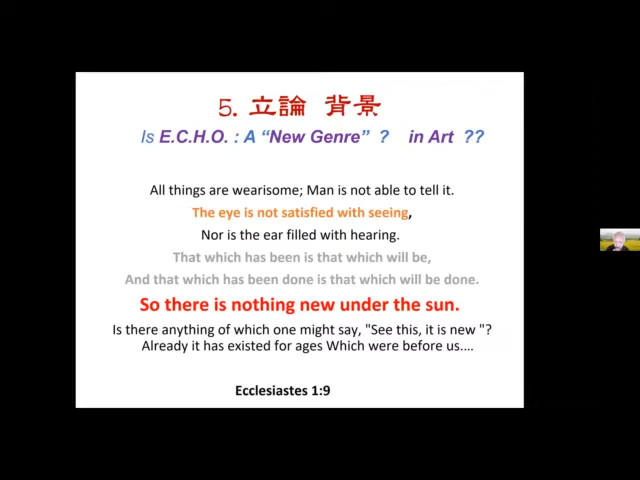 5. 立論 背景
Is E.C.H.O. : A “New Genre” ? in Art ??
All things are wearisome; Man is not able to tell it.
The eye is not satisfied with seeing,
Nor is the ear filled with hearing.
That which has been is that which will be,
And that which has been done is that which will be done.
So there is nothing new under the sun.
Is there anything of which one might say, "See this, it is new "?
Already it has existed for ages Which were before us....
Ecclesiastes 1:9